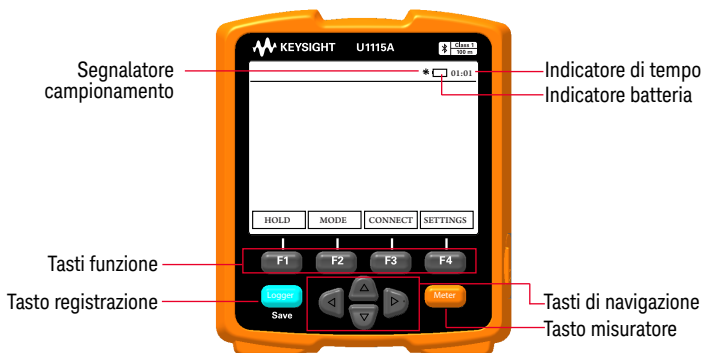 KEYSIGHT U1115A Class 1 100 m
Segnalatore campionamento
01:01
Indicatore di tempo
Indicatore batteria
HOLD MODE CONNECT SETTINGS
Tasti funzione
F1 F2 F3 F4
Tasto registrazione
Logger
Save
Meter
Tasti di navigazione
Tasto misuratore